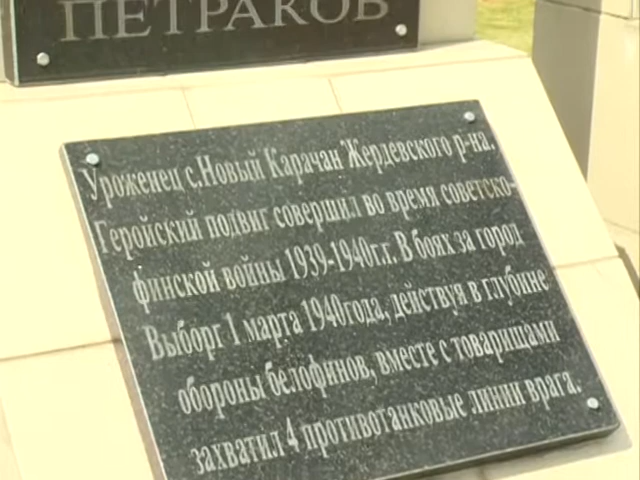 ПЕТРАКОВ
Уроженец с.Новый Карачан Жердевского р-на.
Геройский подвиг совершил во время советско-
финской войны 1939-1940г.г. В боях за город
Выборг 1 марта 1940года, действуя в глубине
обороны белофинов, вместе с товарищами
захватил 4 противотанковые линии врага.